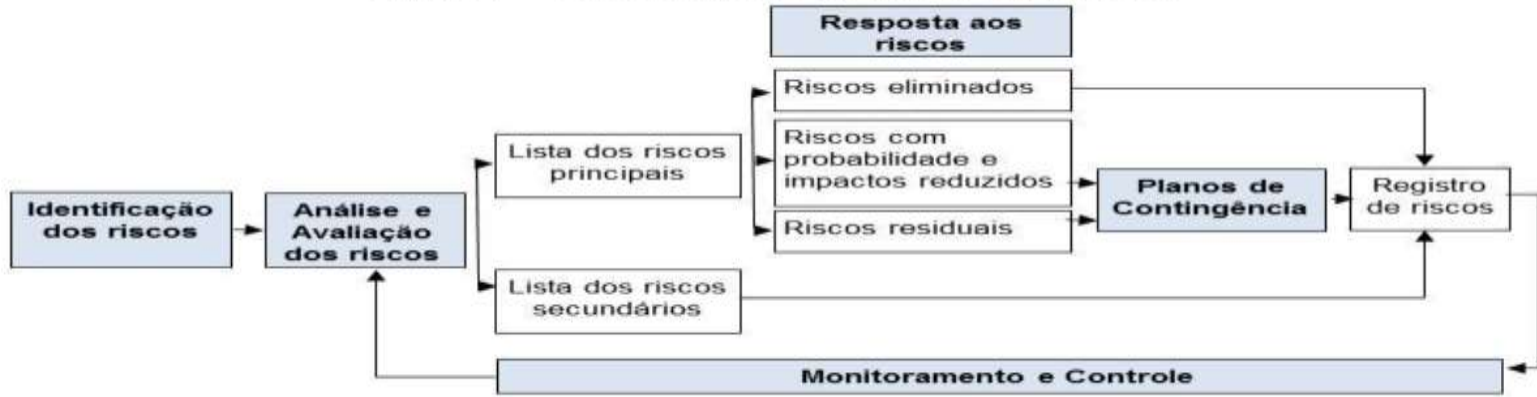 Resposta aos
riscos
Riscos eliminados
Riscos com
probabilidade e
impactos reduzidos
Riscos residuais
Lista dos riscos
principais
Identificação
dos riscos
Análise e
Avaliação
dos riscos
Planos de
Contingência
Registro
de riscos
Lista dos riscos
secundários
Monitoramento e Controle